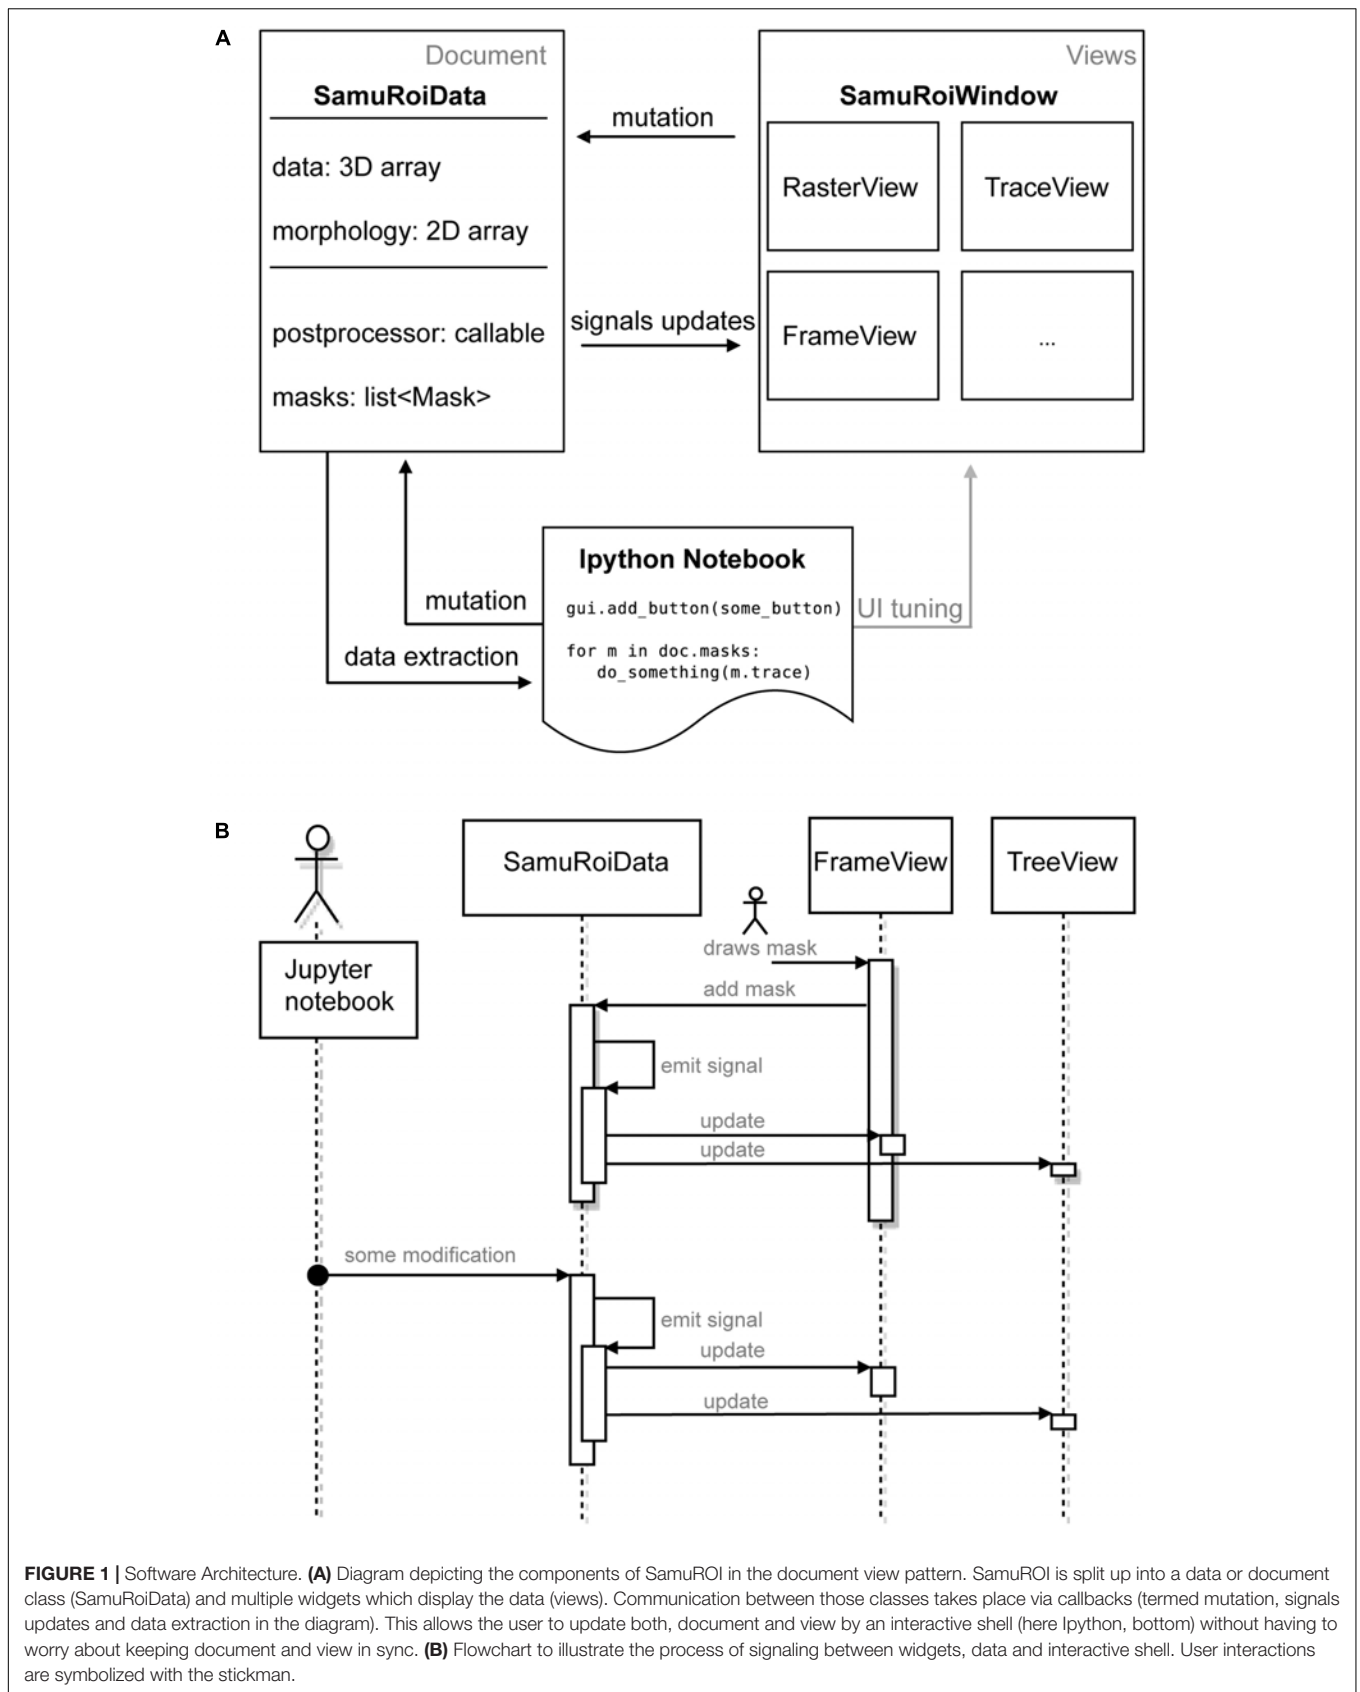 A
Document
SamuRoiData
data: 3D array
morphology: 2D array
postprocessor: callable
masks: list<Mask>
mutation
signals updates
Views
SamuRoiWindow
RasterView
TraceView
FrameView
...
Ipython Notebook
gui.add_button(some_button)
for m in doc.masks:
do_something(m.trace)
mutation
data extraction
UI tuning
B
Jupyter
notebook
SamuRoiData
FrameView
TreeView
draws mask
add mask
emit signal
update
update
some modification
emit signal
update
update
FIGURE 1 | Software Architecture. (A) Diagram depicting the components of SamuROI in the document view pattern. SamuROI is split up into a data or document
class (SamuRoiData) and multiple widgets which display the data (views). Communication between those classes takes place via callbacks (termed mutation, signals
updates and data extraction in the diagram). This allows the user to update both, document and view by an interactive shell (here Ipython, bottom) without having to
worry about keeping document and view in sync. (B) Flowchart to illustrate the process of signaling between widgets, data and interactive shell. User interactions
are symbolized with the stickman.